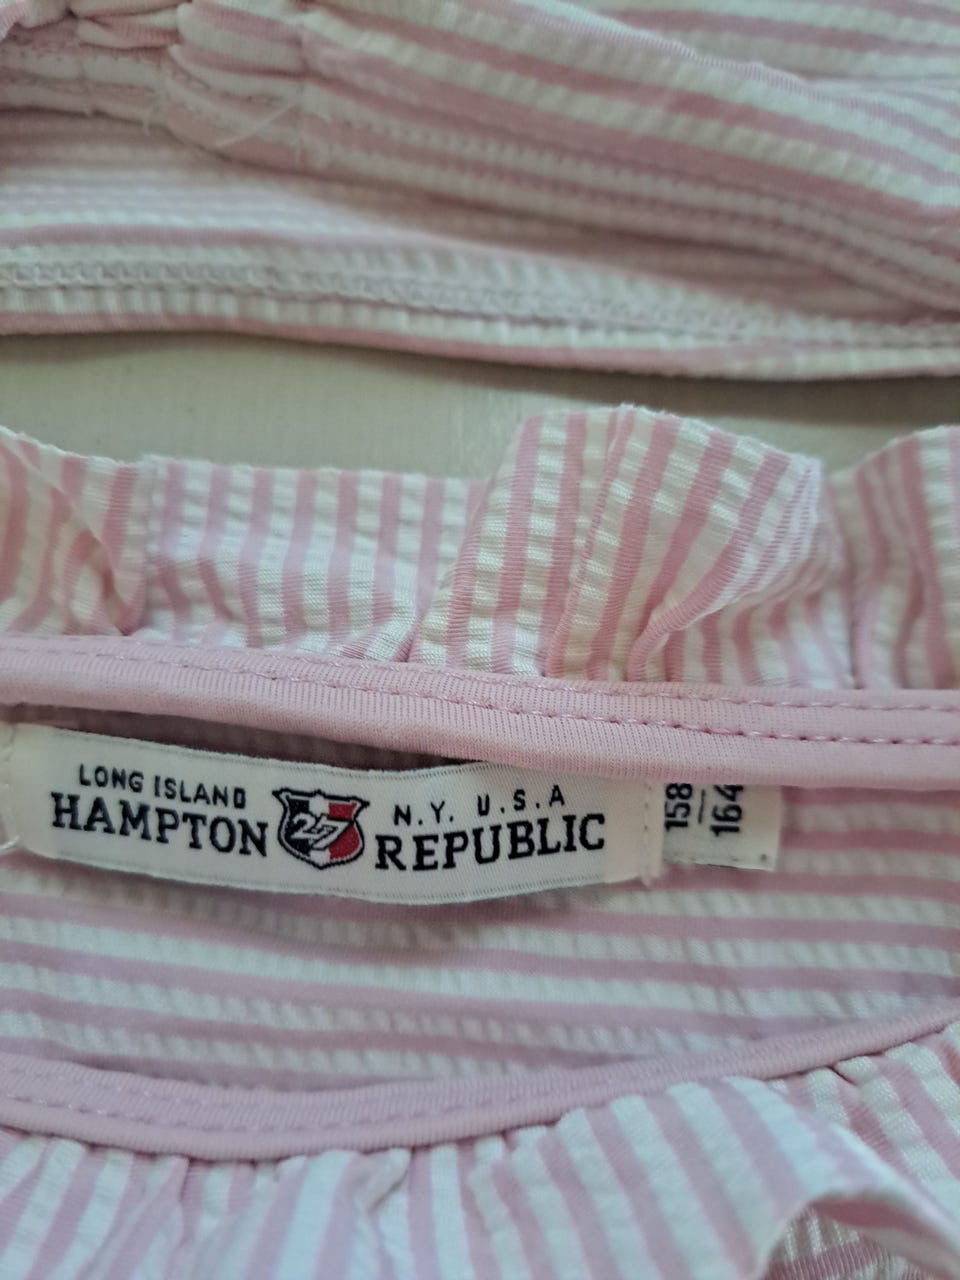 LONG ISLAND
HAMPTON
27
N.Y. U.S.A
REPUBLIC
158
164